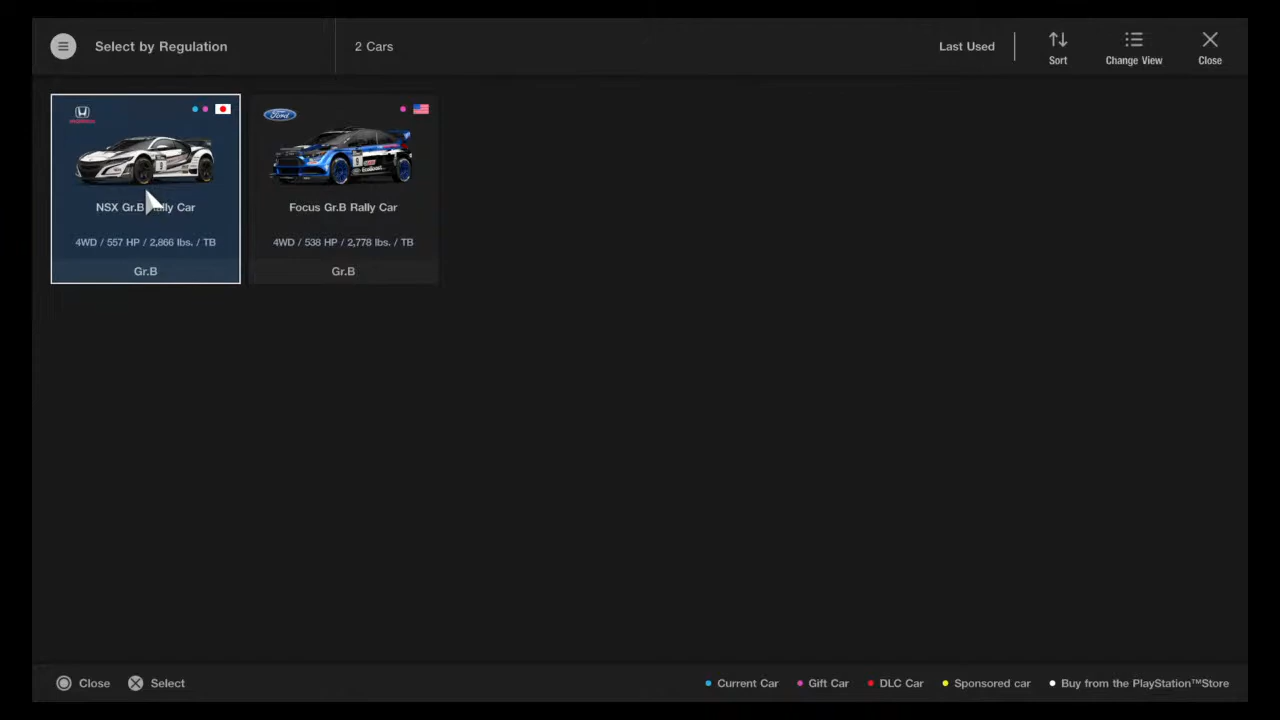 Select by Regulation
2 Cars
Last Used
Sort
Change View
Close
HONDA
Ford
NSX Gr.B Rally Car
Focus Gr.B Rally Car
4WD / 557 HP / 2,866 lbs. / TB
4WD / 538 HP / 2,778 lbs. / TB
Gr.B
Gr.B
Close
Select
Current Car
Gift Car
DLC Car
Sponsored car
Buy from the PlayStation™Store